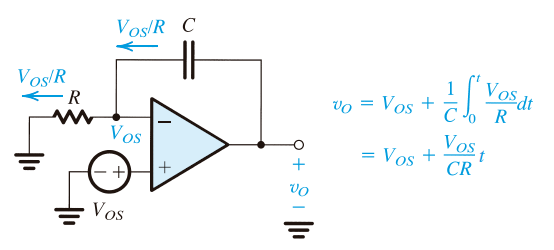 V_OS/R C
V_OS/R
R
V_OS
−
+
− +
V_OS
+
v_O
−
v_O = V_OS + 1/C ∫_0^t V_OS/R dt
= V_OS + V_OS/CR t